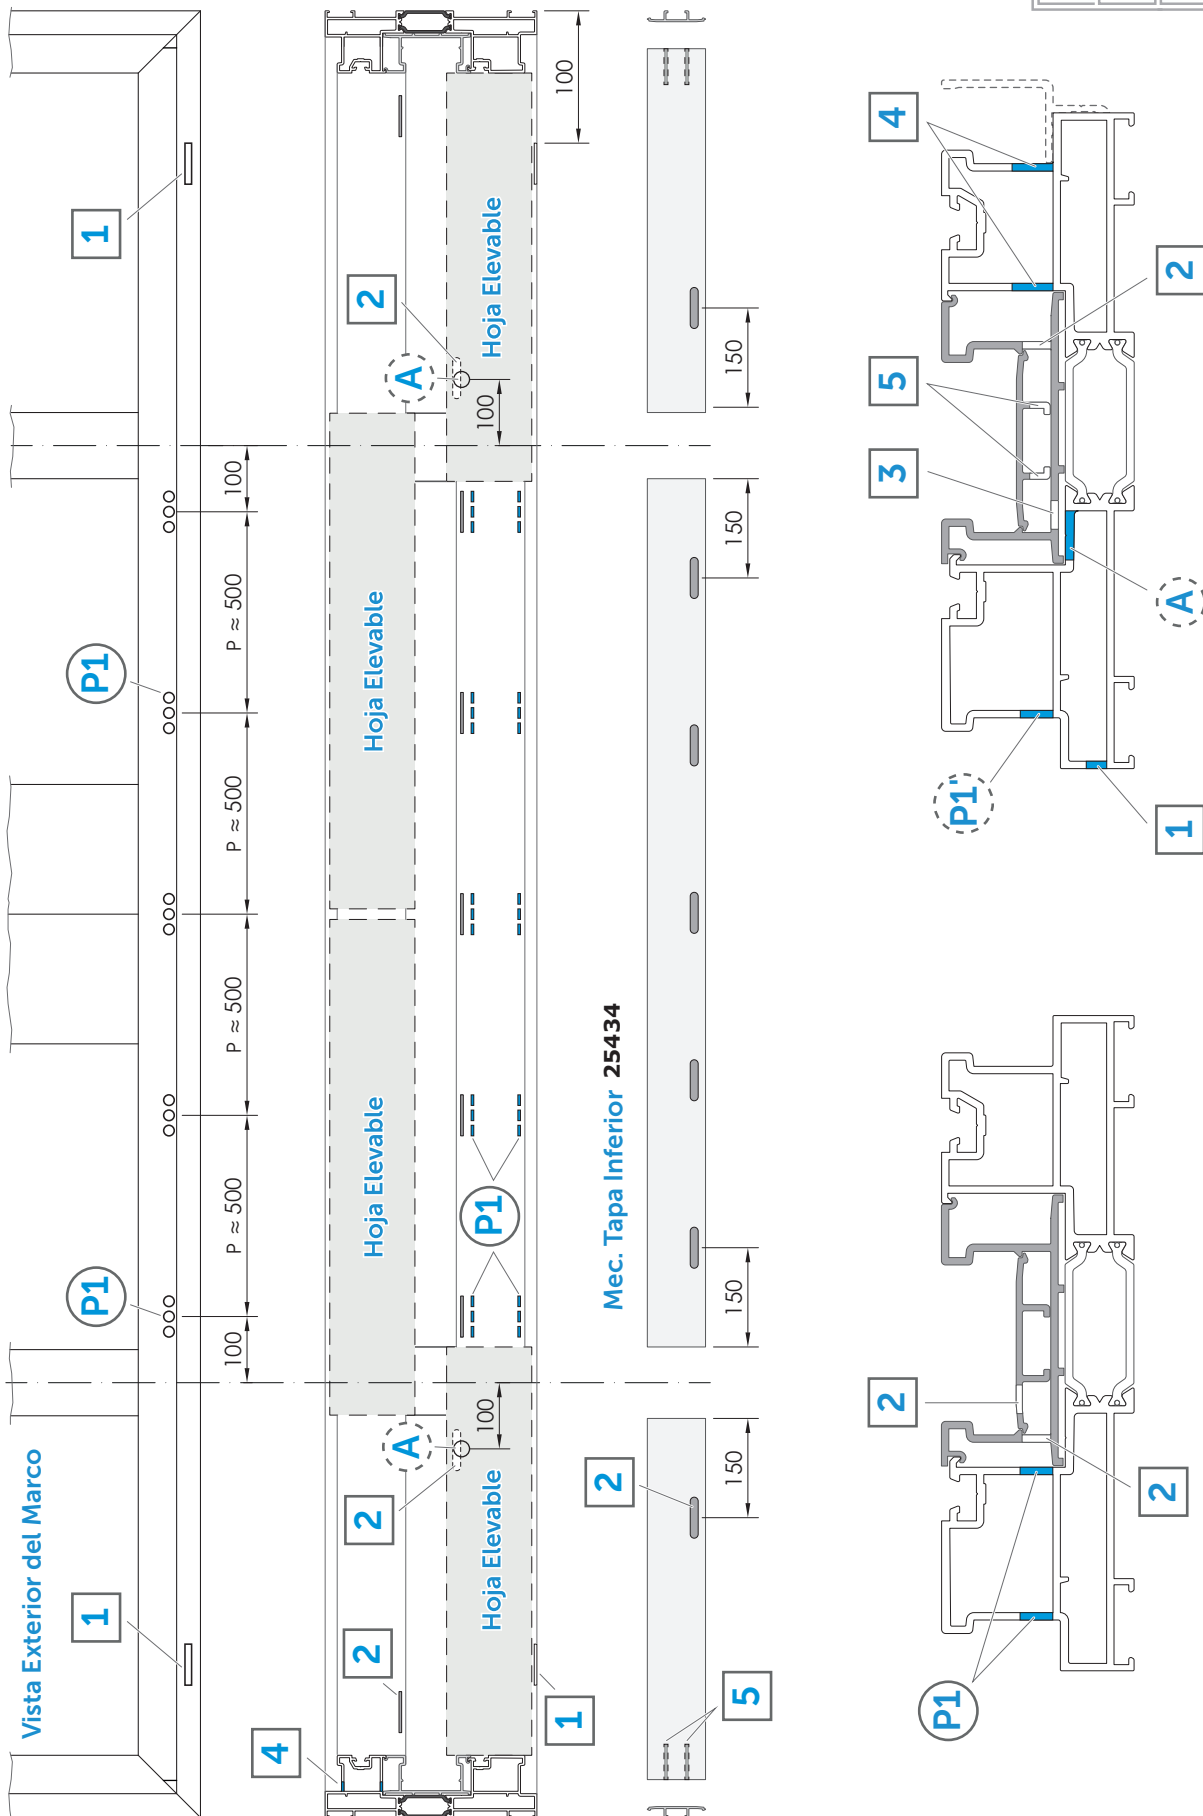 Vista Exterior del Marco
1
1
P1
P1
100
P ≈ 500
P ≈ 500
P ≈ 500
P ≈ 500
100
4
2
2
A
100
Hoja Elevable
Hoja Elevable
Hoja Elevable
Hoja Elevable
P1
A
2
100
100
1
Mec. Tapa Inferior 25434
5
2
150
150
150
150
P1
2
2
P1'
1
A
3
5
4
2